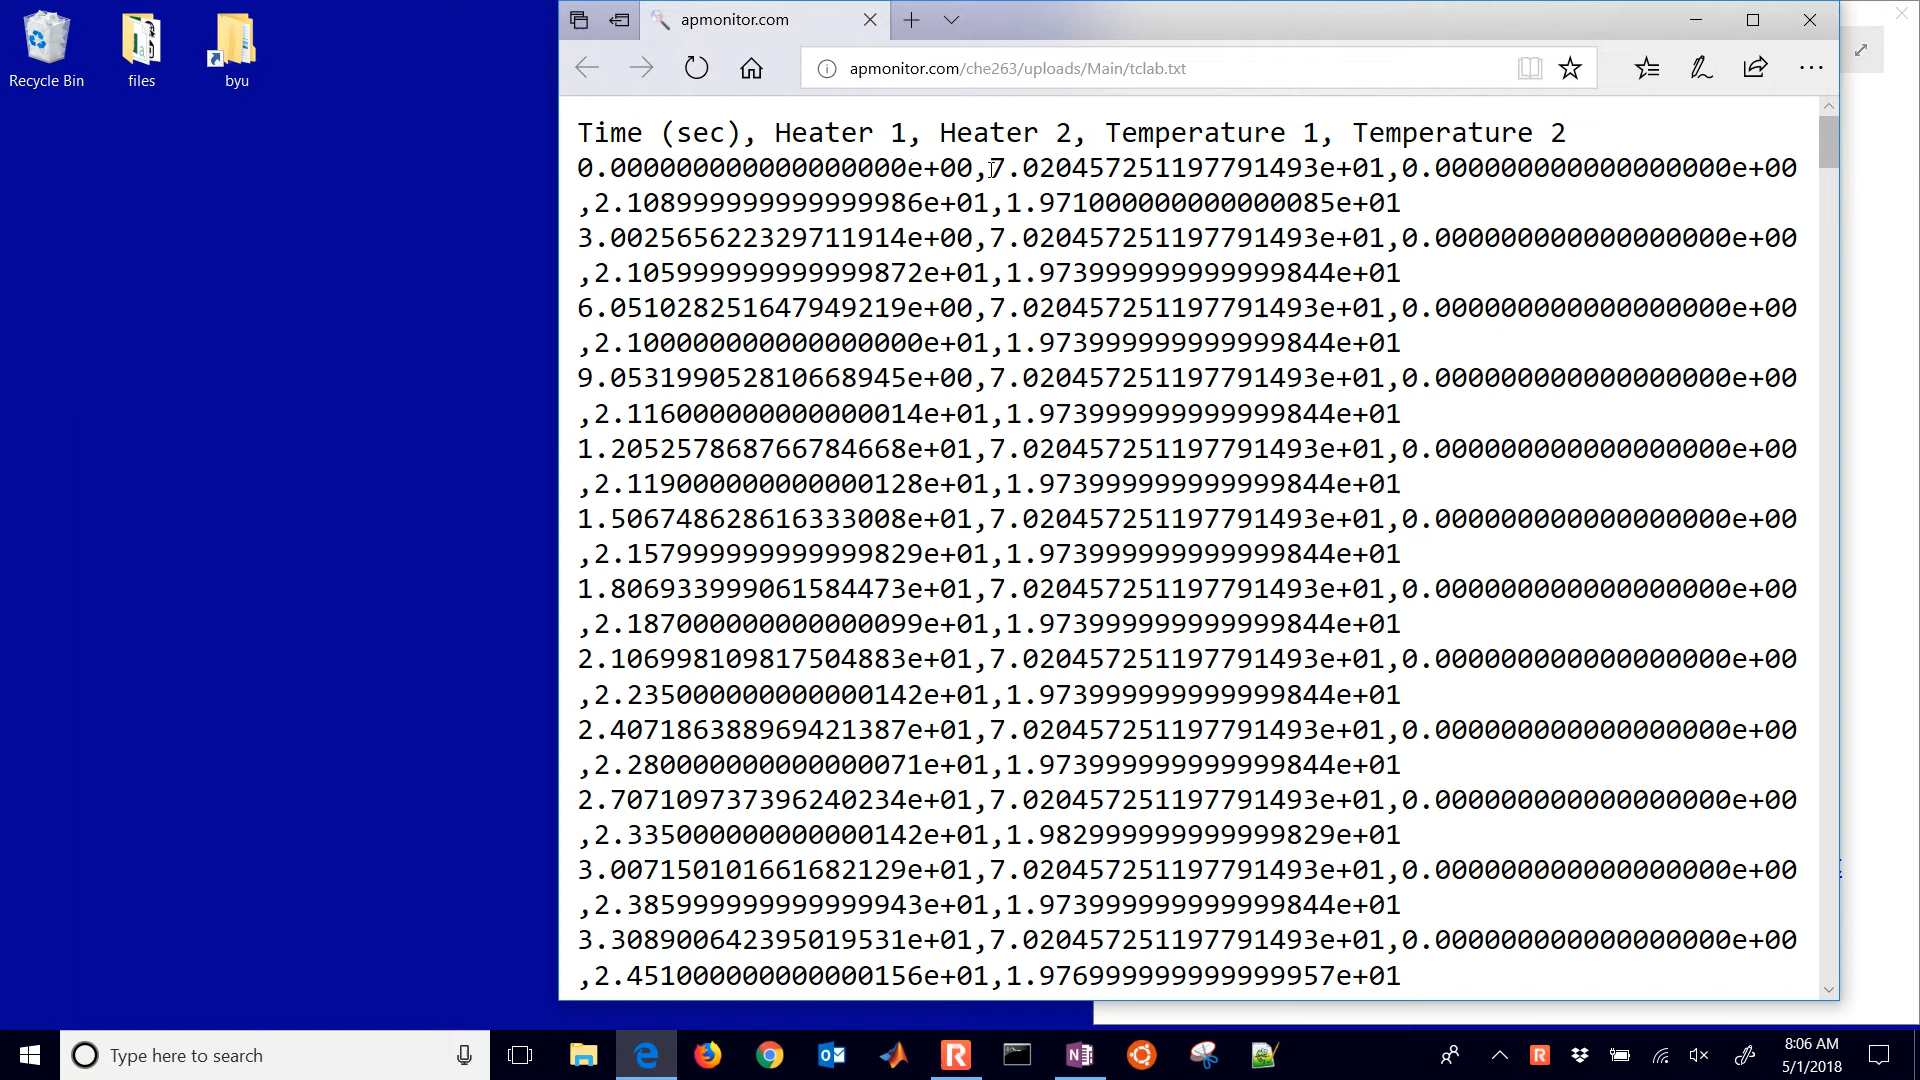 Recycle Bin
files
byu
apmonitor.com
apmonitor.com/che263/uploads/Main/tclab.txt
Time (sec), Heater 1, Heater 2, Temperature 1, Temperature 2
0.000000000000000000e+00,7.020457251197791493e+01,0.000000000000000000e+00
,2.108999999999999986e+01,1.971000000000000085e+01
3.002565622329711914e+00,7.020457251197791493e+01,0.000000000000000000e+00
,2.105999999999999872e+01,1.973999999999999844e+01
6.051028251647949219e+00,7.020457251197791493e+01,0.000000000000000000e+00
,2.100000000000000000e+01,1.973999999999999844e+01
9.053199052810668945e+00,7.020457251197791493e+01,0.000000000000000000e+00
,2.116000000000000014e+01,1.973999999999999844e+01
1.205257868766784668e+01,7.020457251197791493e+01,0.000000000000000000e+00
,2.119000000000000128e+01,1.973999999999999844e+01
1.506748628616333008e+01,7.020457251197791493e+01,0.000000000000000000e+00
,2.157999999999999829e+01,1.973999999999999844e+01
1.806933999061584473e+01,7.020457251197791493e+01,0.000000000000000000e+00
,2.187000000000000099e+01,1.973999999999999844e+01
2.106998109817504883e+01,7.020457251197791493e+01,0.000000000000000000e+00
,2.235000000000000142e+01,1.973999999999999844e+01
2.407186388969421387e+01,7.020457251197791493e+01,0.000000000000000000e+00
,2.280000000000000071e+01,1.973999999999999844e+01
2.707109737396240234e+01,7.020457251197791493e+01,0.000000000000000000e+00
,2.335000000000000142e+01,1.982999999999999829e+01
3.007150101661682129e+01,7.020457251197791493e+01,0.000000000000000000e+00
,2.385999999999999943e+01,1.973999999999999844e+01
3.308900642395019531e+01,7.020457251197791493e+01,0.000000000000000000e+00
,2.451000000000000156e+01,1.976999999999999957e+01
Type here to search
8:06 AM
5/1/2018